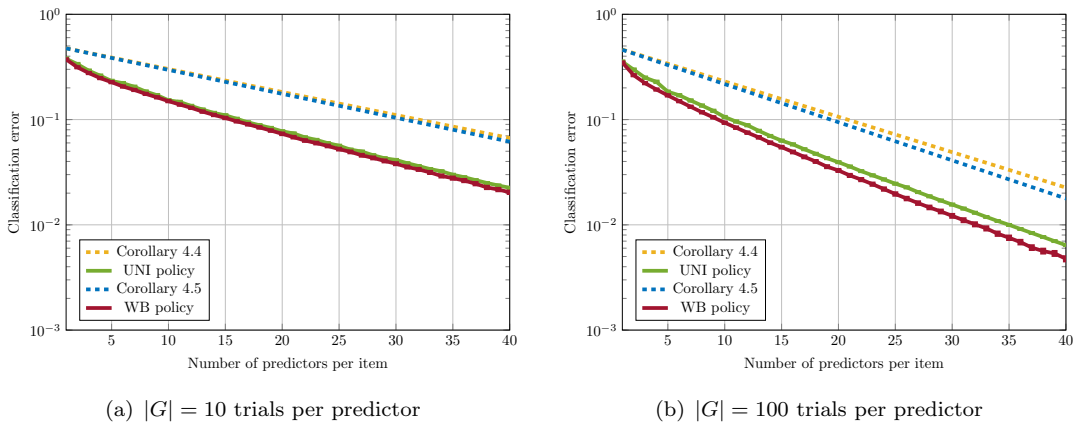 10^0
10^−1
10^−2
10^−3
Classification error
5 10 15 20 25 30 35 40
Number of predictors per item
Corollary 4.4
UNI policy
Corollary 4.5
WB policy
(a) |G| = 10 trials per predictor
10^0
10^−1
10^−2
10^−3
Classification error
5 10 15 20 25 30 35 40
Number of predictors per item
Corollary 4.4
UNI policy
Corollary 4.5
WB policy
(b) |G| = 100 trials per predictor